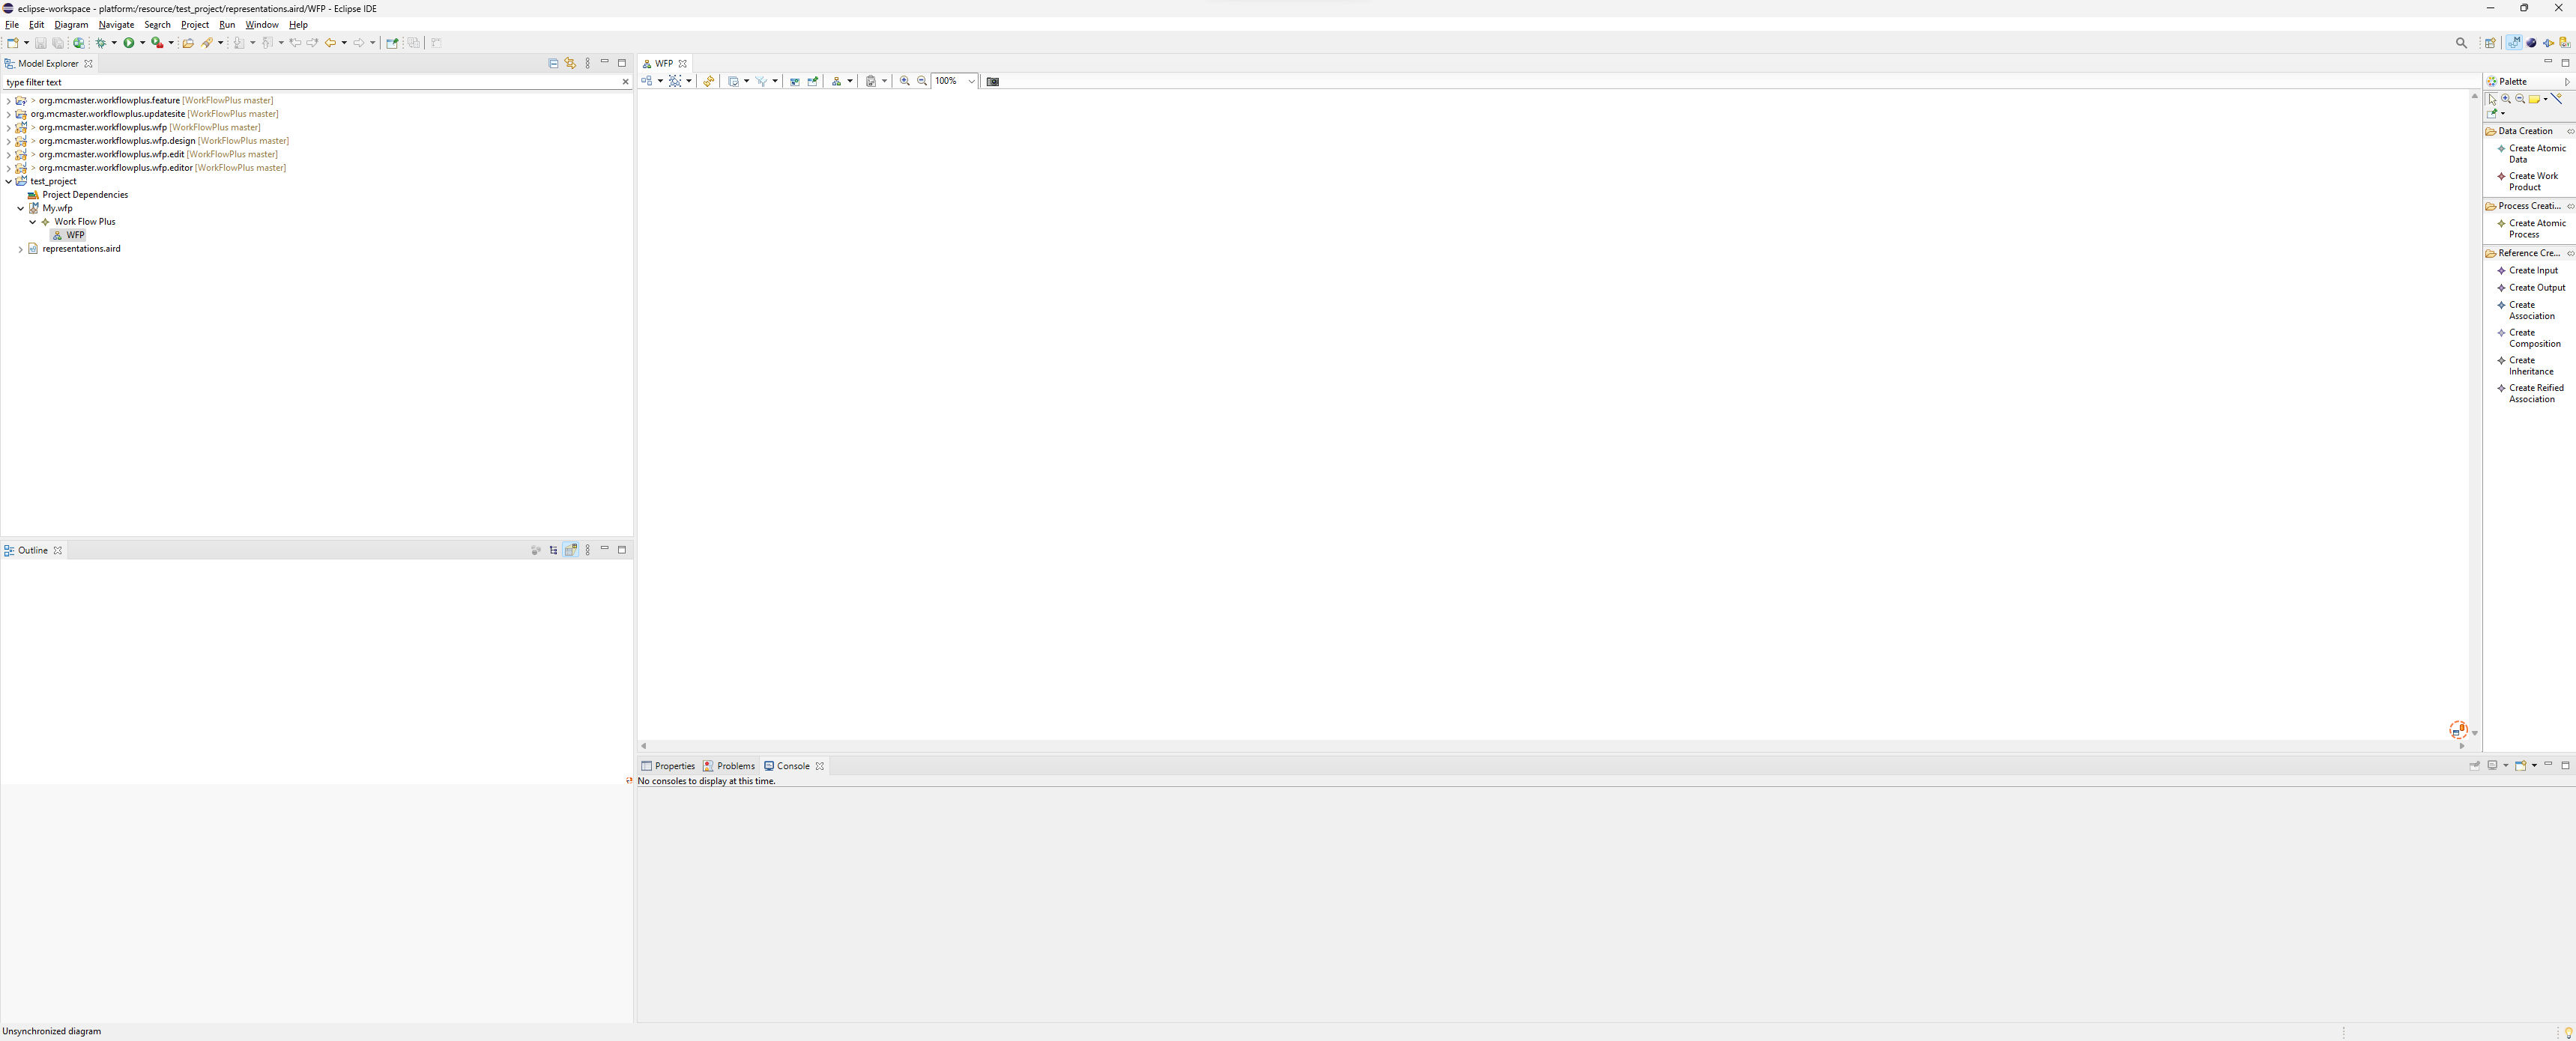 eclipse-workspace - platform:/resource/test_project/representations.aird/WFP - Eclipse IDE
File Edit Diagram Navigate Search Project Run Window Help
Model Explorer
type filter text
> org.mcmaster.workflowplus.feature [WorkFlowPlus master]
org.mcmaster.workflowplus.updatesite [WorkFlowPlus master]
> org.mcmaster.workflowplus.wfp [WorkFlowPlus master]
> org.mcmaster.workflowplus.wfp.design [WorkFlowPlus master]
> org.mcmaster.workflowplus.wfp.edit [WorkFlowPlus master]
> org.mcmaster.workflowplus.wfp.editor [WorkFlowPlus master]
test_project
Project Dependencies
My.wfp
Work Flow Plus
WFP
representations.aird
Outline
WFP
100%
Palette
Data Creation
Create Atomic
Data
Create Work
Product
Process Creati...
Create Atomic
Process
Reference Cre...
Create Input
Create Output
Create
Association
Create
Composition
Create
Inheritance
Create Reified
Association
Properties Problems Console
No consoles to display at this time.
Unsynchronized diagram